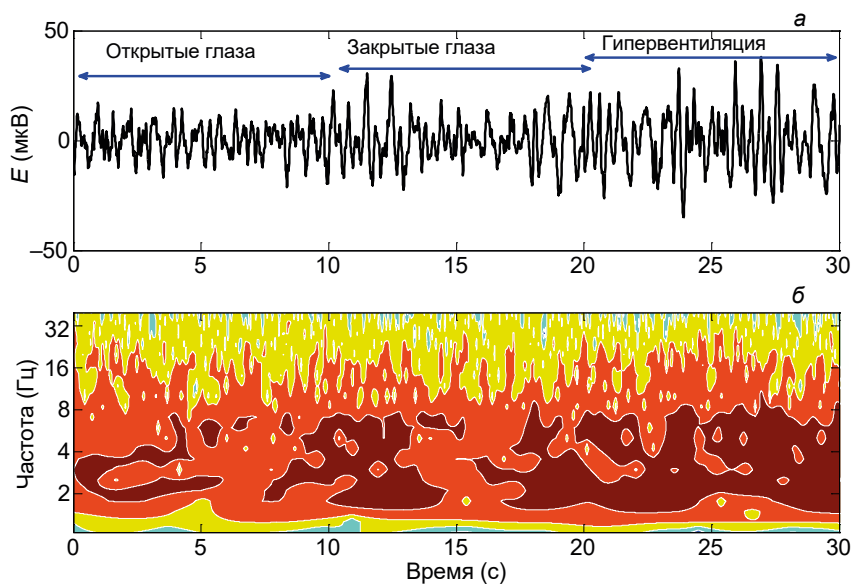 а
Открытые глаза
Закрытые глаза
Гипервентиляция
E (мкВ)
50
0
–50
0 5 10 15 20 25 30
б
Частота (Гц)
32
16
8
4
2
0 5 10 15 20 25 30
Время (с)